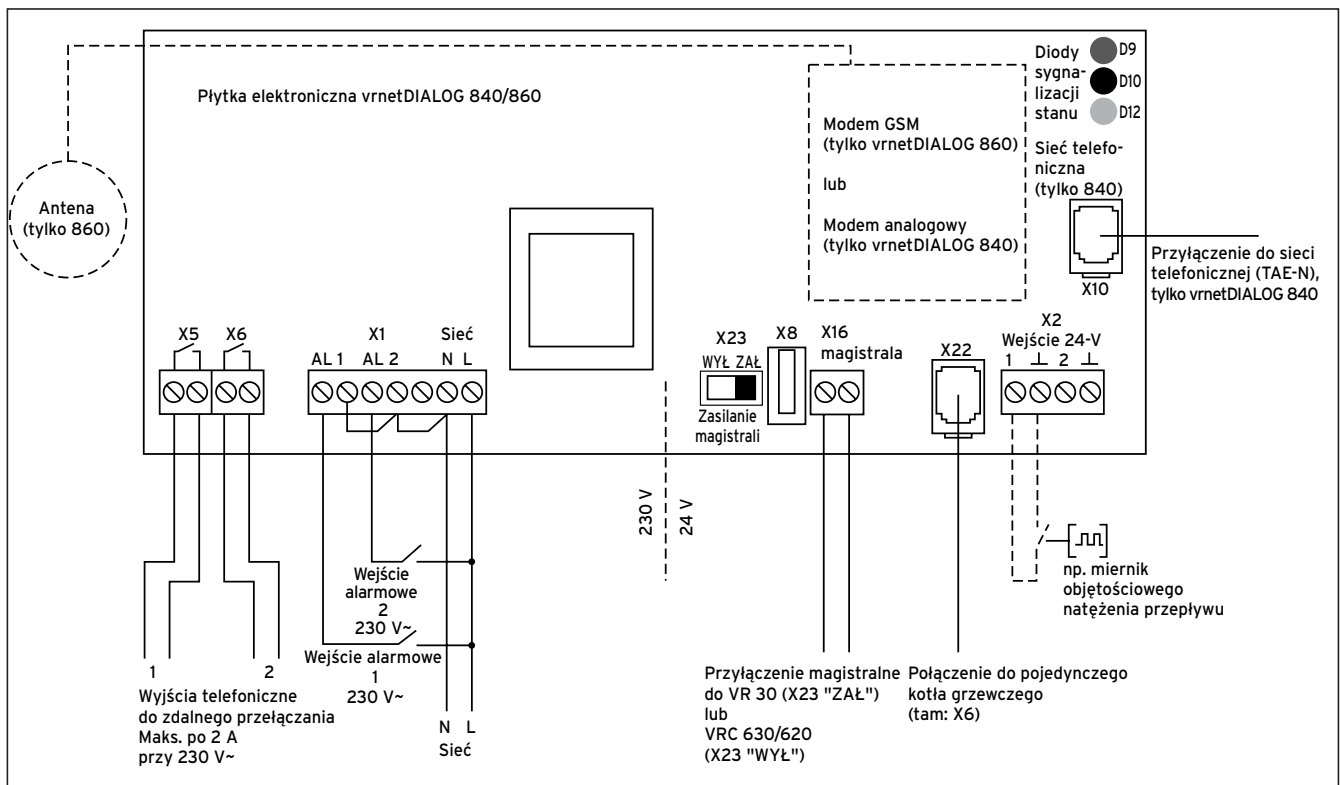 Płytka elektroniczna vrnetDIALOG 840/860
Diody
sygna-
lizacji
stanu
D9
D10
D12
Modem GSM
(tylko vrnetDIALOG 860)
lub
Modem analogowy
(tylko vrnetDIALOG 840)
Sieć telefo-
niczna
(tylko 840)
Antena
(tylko 860)
X10
Przyłączenie do sieci
telefonicznej (TAE-N),
tylko vrnetDIALOG 840
X5
X6
X1
Sieć
AL 1
AL 2
N L
X23
WYŁ ZAŁ
Zasilanie
magistrali
X8
X16
magistrala
X22
X2
Wejście 24-V
1 ⊥ 2 ⊥
230 V
24 V
np. miernik
objętościowego
natężenia przepływu
Wejście
alarmowe
2
230 V~
Wejście alarmowe
1
230 V~
1
2
Wyjścia telefoniczne
do zdalnego przełączania
Maks. po 2 A
przy 230 V~
N L
Sieć
Przyłączenie magistralne
do VR 30 (X23 "ZAŁ")
lub
VRC 630/620
(X23 "WYŁ")
Połączenie do pojedynczego
kotła grzewczego
(tam: X6)